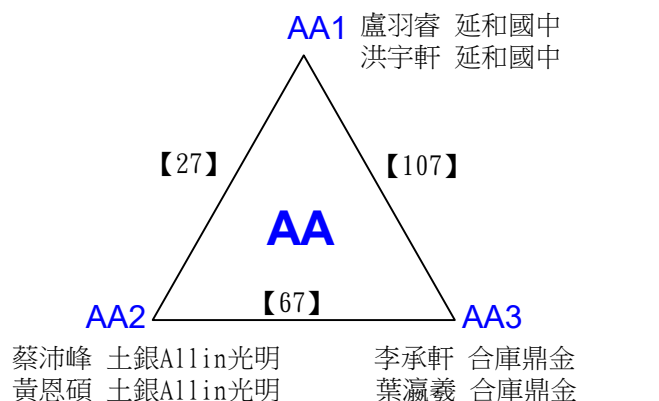 AA1 盧羽睿 延和國中
洪宇軒 延和國中
【27】 【107】
AA
【67】
AA2 AA3
蔡沛峰 土銀Allin光明 李承軒 合庫鼎金
黃恩碩 土銀Allin光明 葉瀛羲 合庫鼎金